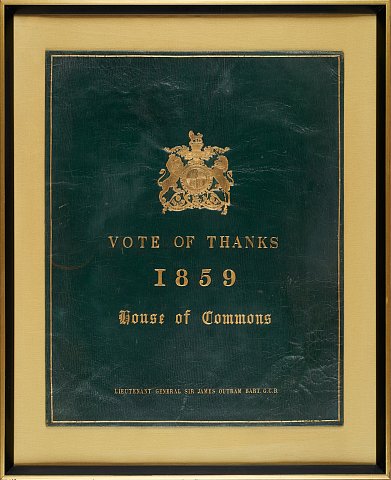 VOTE OF THANKS
1859
House of Commons
LIEUTENANT GENERAL SIR JAMES OUTRAM BART. G.C.B.